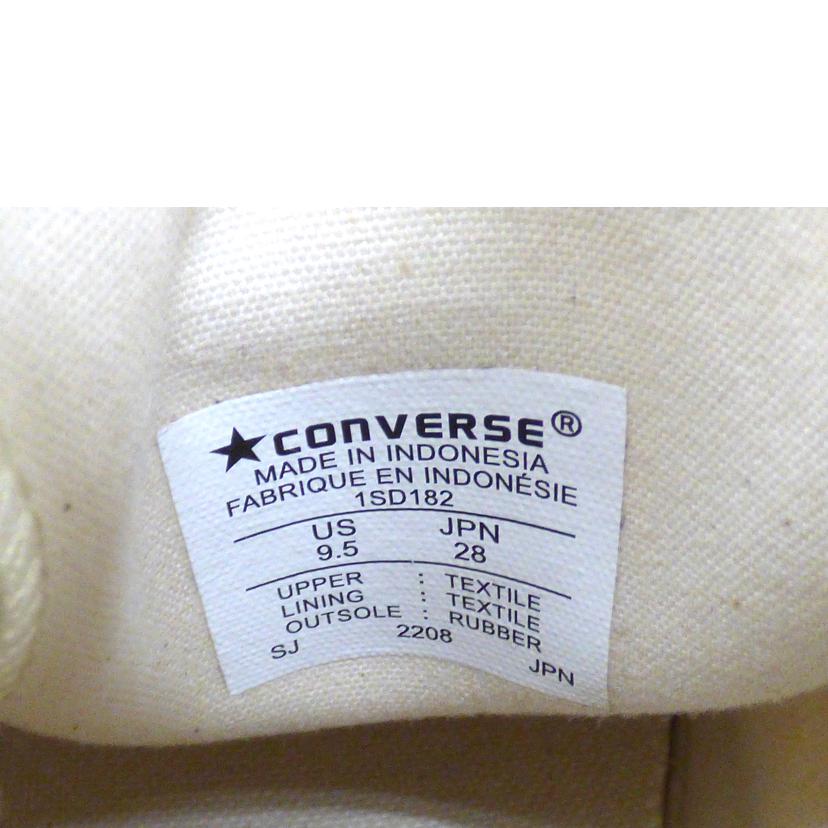 ★CONVERSE®
MADE IN INDONESIA
FABRIQUE EN INDONÉSIE
1SD182
US JPN
9.5 28
UPPER : TEXTILE
LINING : TEXTILE
OUTSOLE : RUBBER
SJ 2208 JPN